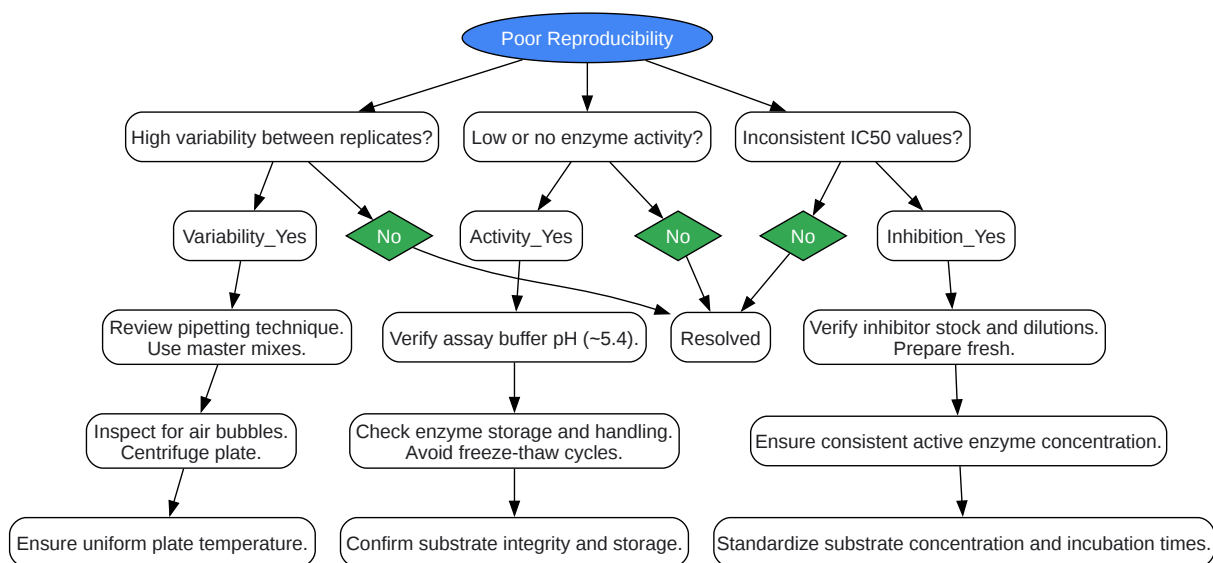 Poor Reproducibility
High variability between replicates?
Low or no enzyme activity?
Inconsistent IC50 values?
Variability_Yes
No
Activity_Yes
No
No
Inhibition_Yes
Review pipetting technique.
Use master mixes.
Verify assay buffer pH (~5.4).
Resolved
Verify inhibitor stock and dilutions.
Prepare fresh.
Inspect for air bubbles.
Centrifuge plate.
Check enzyme storage and handling.
Avoid freeze-thaw cycles.
Ensure consistent active enzyme concentration.
Ensure uniform plate temperature.
Confirm substrate integrity and storage.
Standardize substrate concentration and incubation times.